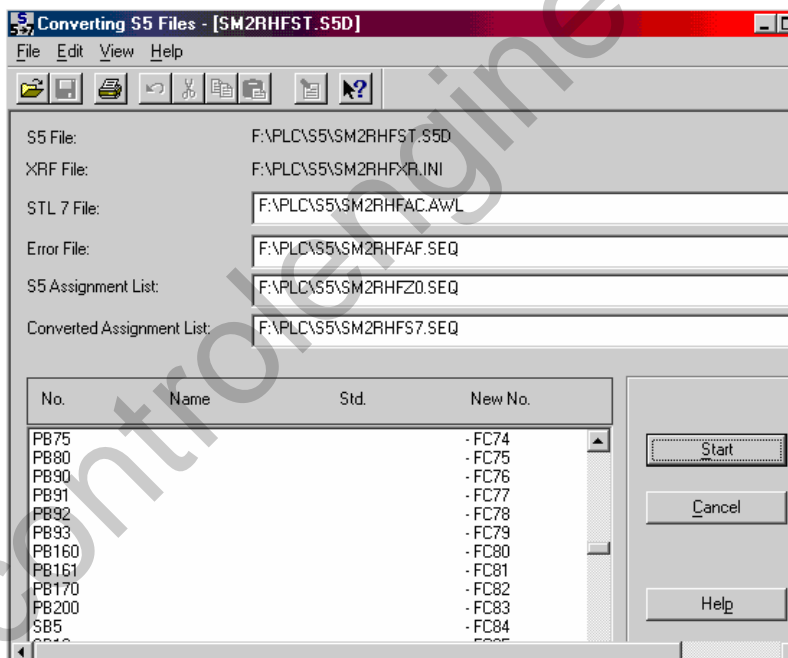 Converting S5 Files - [SM2RHFST.S5D]
File Edit View Help
S5 File: F:\PLC\S5\SM2RHFST.S5D
XRF File: F:\PLC\S5\SM2RHFXR.INI
STL 7 File: F:\PLC\S5\SM2RHFAC.AWL
Error File: F:\PLC\S5\SM2RHFAF.SEQ
S5 Assignment List: F:\PLC\S5\SM2RHFZ0.SEQ
Converted Assignment List: F:\PLC\S5\SM2RHFS7.SEQ
No. Name Std. New No.
PB75 - FC74
PB80 - FC75
PB90 - FC76
PB91 - FC77
PB92 - FC78
PB93 - FC79
PB160 - FC80
PB161 - FC81
PB170 - FC82
PB200 - FC83
SB5 - FC84
Start
Cancel
Help
controlengine